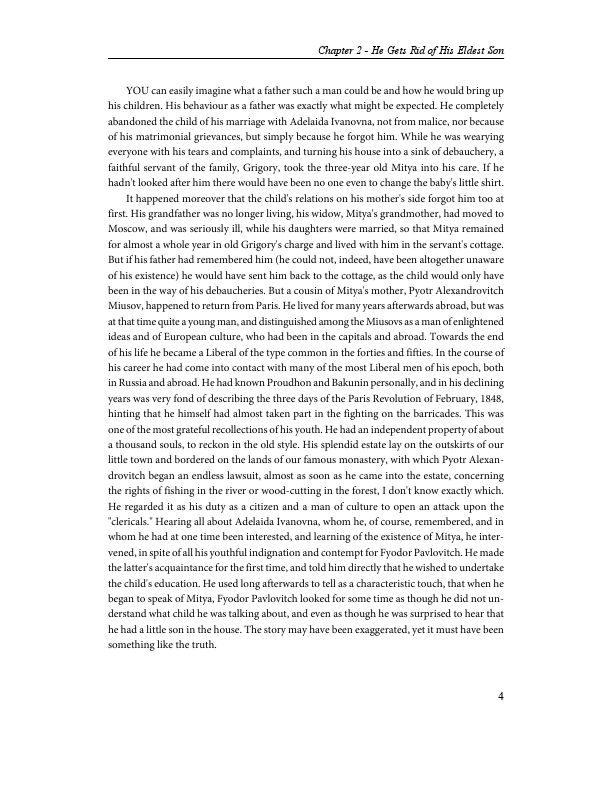 Chapter 2 - He Gets Rid of His Eldest Son
YOU can easily imagine what a father such a man could be and how he would bring up
his children. His behaviour as a father was exactly what might be expected. He completely
abandoned the child of his marriage with Adelaida Ivanovna, not from malice, nor because
of his matrimonial grievances, but simply because he forgot him. While he was wearying
everyone with his tears and complaints, and turning his house into a sink of debauchery, a
faithful servant of the family, Grigory, took the three-year old Mitya into his care. If he
hadn't looked after him there would have been no one even to change the baby's little shirt.
It happened moreover that the child's relations on his mother's side forgot him too at
first. His grandfather was no longer living, his widow, Mitya's grandmother, had moved to
Moscow, and was seriously ill, while his daughters were married, so that Mitya remained
for almost a whole year in old Grigory's charge and lived with him in the servant's cottage.
But if his father had remembered him (he could not, indeed, have been altogether unaware
of his existence) he would have sent him back to the cottage, as the child would only have
been in the way of his debaucheries. But a cousin of Mitya's mother, Pyotr Alexandrovitch
Miusov, happened to return from Paris. He lived for many years afterwards abroad, but was
at that time quite a young man, and distinguished among the Miusovs as a man of enlightened
ideas and of European culture, who had been in the capitals and abroad. Towards the end
of his life he became a Liberal of the type common in the forties and fifties. In the course of
his career he had come into contact with many of the most Liberal men of his epoch, both
in Russia and abroad. He had known Proudhon and Bakunin personally, and in his declining
years was very fond of describing the three days of the Paris Revolution of February, 1848,
hinting that he himself had almost taken part in the fighting on the barricades. This was
one of the most grateful recollections of his youth. He had an independent property of about
a thousand souls, to reckon in the old style. His splendid estate lay on the outskirts of our
little town and bordered on the lands of our famous monastery, with which Pyotr Alexan-
drovitch began an endless lawsuit, almost as soon as he came into the estate, concerning
the rights of fishing in the river or wood-cutting in the forest, I don't know exactly which.
He regarded it as his duty as a citizen and a man of culture to open an attack upon the
"clericals." Hearing all about Adelaida Ivanovna, whom he, of course, remembered, and in
whom he had at one time been interested, and learning of the existence of Mitya, he inter-
vened, in spite of all his youthful indignation and contempt for Fyodor Pavlovitch. He made
the latter's acquaintance for the first time, and told him directly that he wished to undertake
the child's education. He used long afterwards to tell as a characteristic touch, that when he
began to speak of Mitya, Fyodor Pavlovitch looked for some time as though he did not un-
derstand what child he was talking about, and even as though he was surprised to hear that
he had a little son in the house. The story may have been exaggerated, yet it must have been
something like the truth.
4